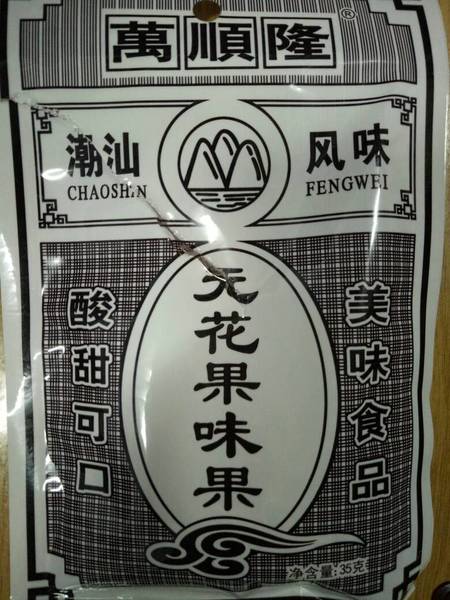 萬順隆®
潮汕
CHAOSHAN
风味
FENGWEI
酸甜可口
无花果味果
美味食品
净含量:35克